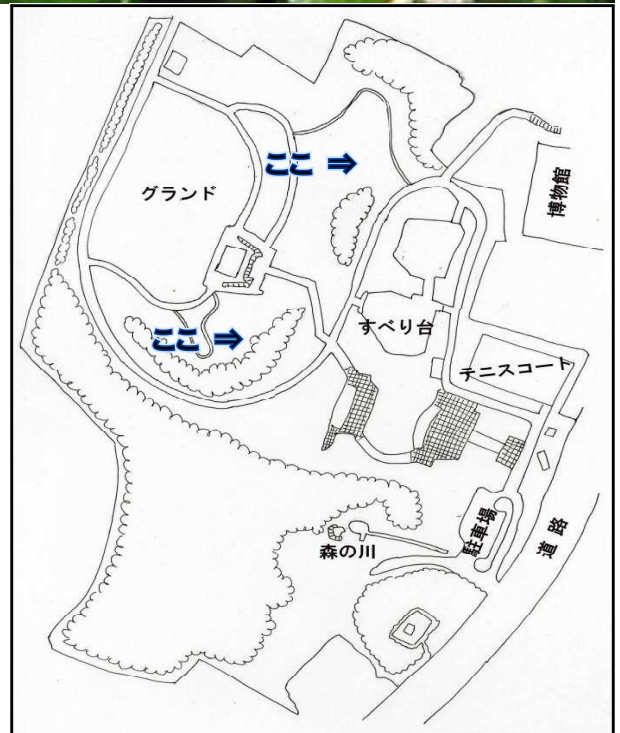 ここ ⇒
グランド
博物館
すべり台
ここ ⇒
テニスコート
駐車場
道路
森の川